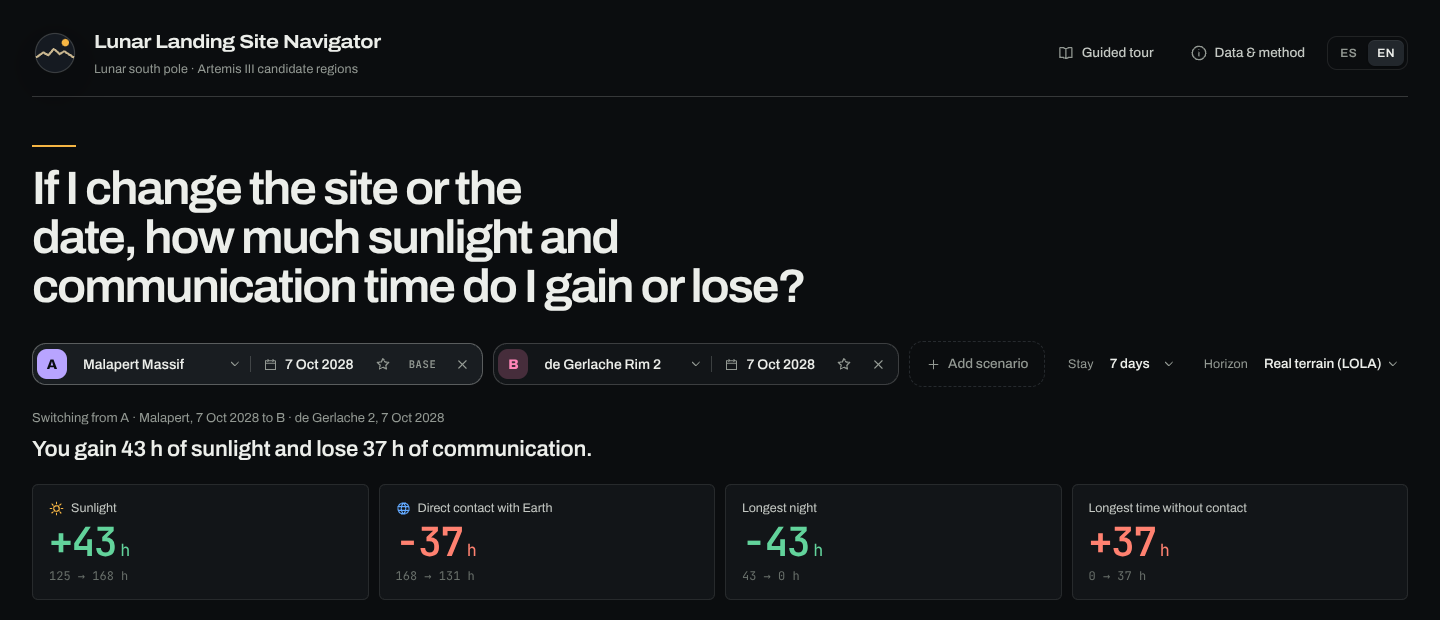 Lunar Landing Site Navigator
Lunar south pole · Artemis III candidate regions
Guided tour
Data & method
ES
EN
If I change the site or the
date, how much sunlight and
communication time do I gain or lose?
A
Malapert Massif
7 Oct 2028
BASE
B
de Gerlache Rim 2
7 Oct 2028
Add scenario
Stay
7 days
Horizon
Real terrain (LOLA)
Switching from A · Malapert, 7 Oct 2028 to B · de Gerlache 2, 7 Oct 2028
You gain 43 h of sunlight and lose 37 h of communication.
Sunlight
+43 h
125 → 168 h
Direct contact with Earth
-37 h
168 → 131 h
Longest night
-43 h
43 → 0 h
Longest time without contact
+37 h
0 → 37 h